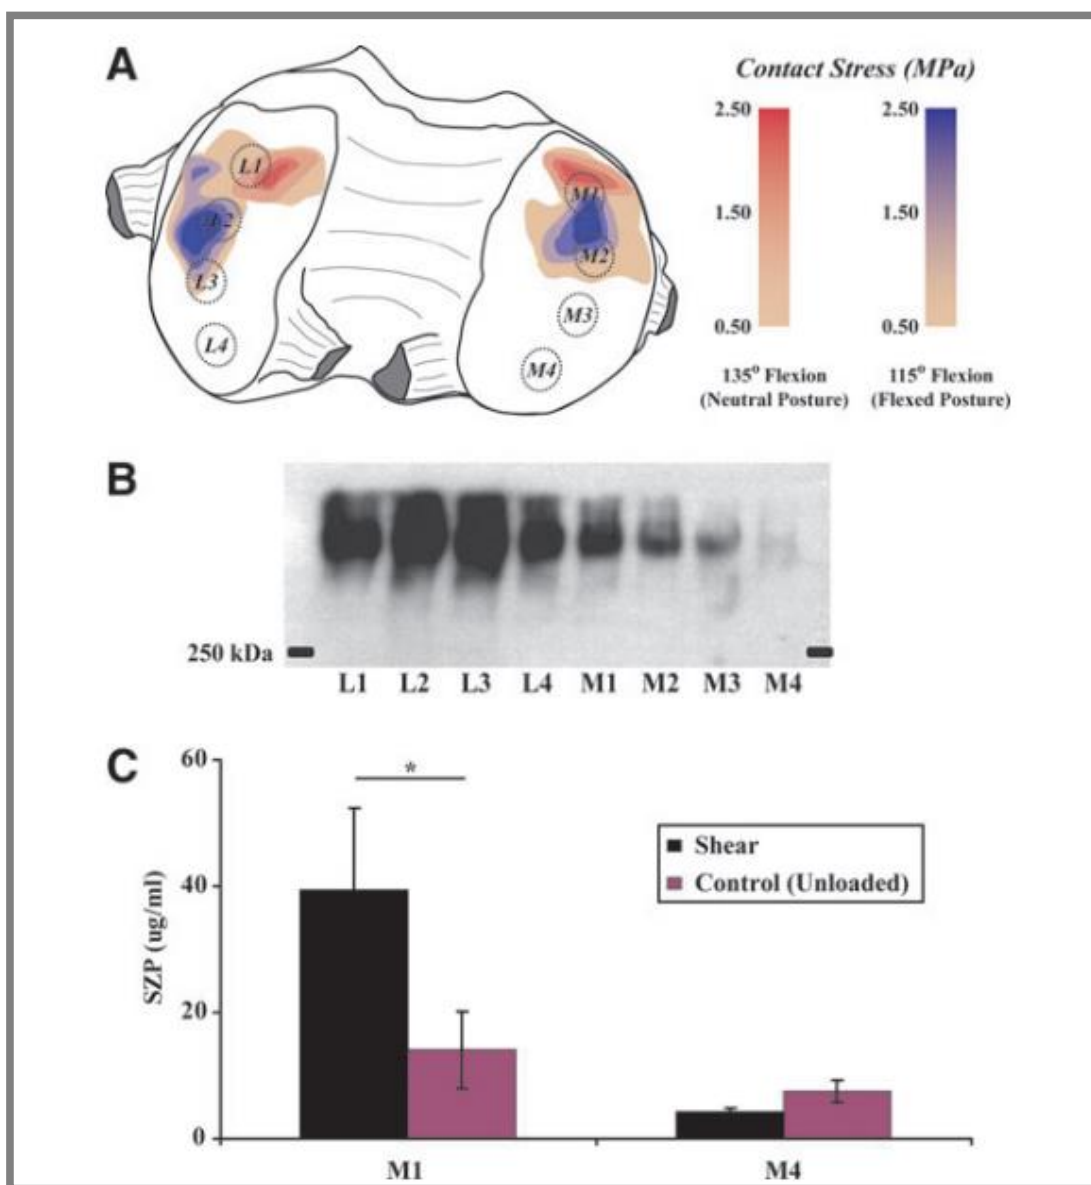 A
Contact Stress (MPa)
2.50
2.50
1.50
1.50
0.50
0.50
135° Flexion
(Neutral Posture)
115° Flexion
(Flexed Posture)
L1
L2
L3
L4
M1
M2
M3
M4
B
250 kDa
L1 L2 L3 L4 M1 M2 M3 M4
C
60
40
20
0
SZP (ug/ml)
*
Shear
Control (Unloaded)
M1 M4